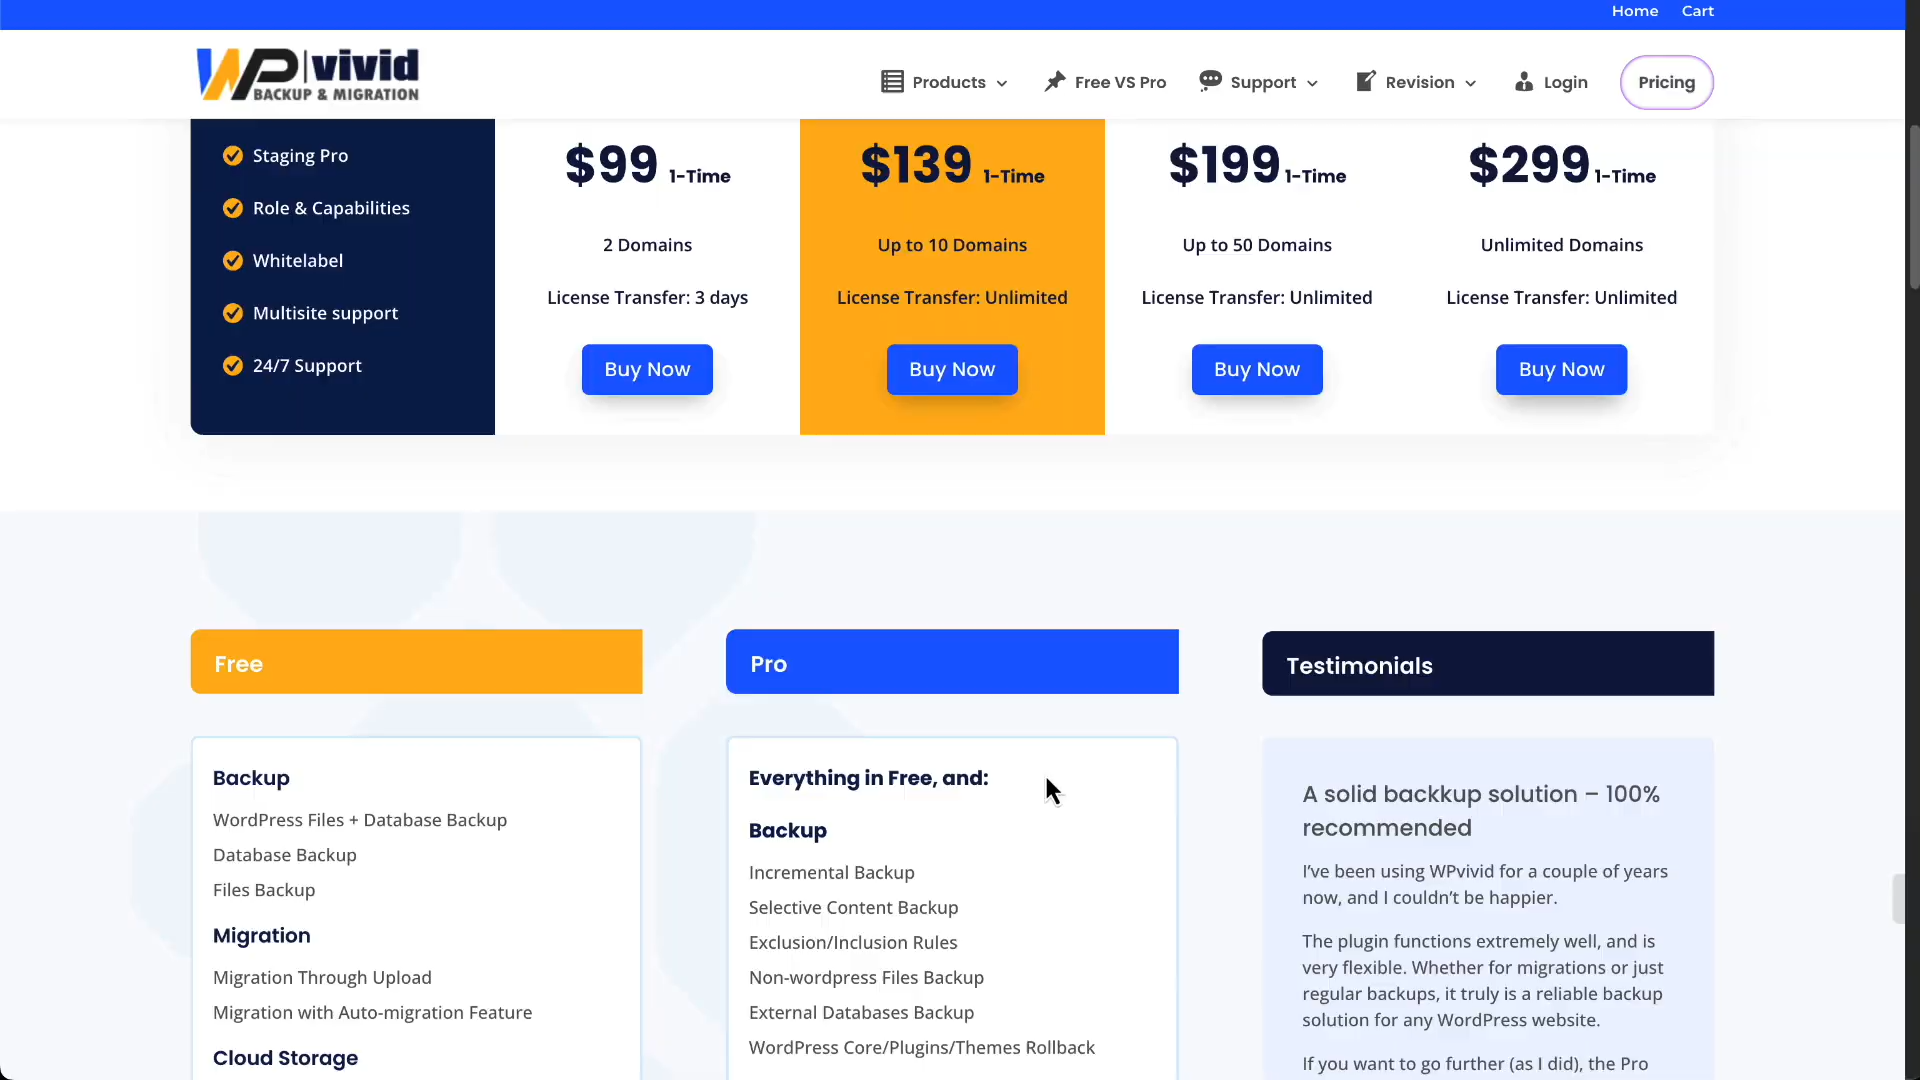 Home Cart
WP|vivid
BACKUP & MIGRATION
Products Free VS Pro Support Revision Login Pricing
Staging Pro
Role & Capabilities
Whitelabel
Multisite support
24/7 Support
$99 1-Time
2 Domains
License Transfer: 3 days
Buy Now
$139 1-Time
Up to 10 Domains
License Transfer: Unlimited
Buy Now
$199 1-Time
Up to 50 Domains
License Transfer: Unlimited
Buy Now
$299 1-Time
Unlimited Domains
License Transfer: Unlimited
Buy Now
Free
Backup
WordPress Files + Database Backup
Database Backup
Files Backup
Migration
Migration Through Upload
Migration with Auto-migration Feature
Cloud Storage
Pro
Everything in Free, and:
Backup
Incremental Backup
Selective Content Backup
Exclusion/Inclusion Rules
Non-wordpress Files Backup
External Databases Backup
WordPress Core/Plugins/Themes Rollback
Testimonials
A solid backkup solution – 100%
recommended
I've been using WPvivid for a couple of years
now, and I couldn't be happier.
The plugin functions extremely well, and is
very flexible. Whether for migrations or just
regular backups, it truly is a reliable backup
solution for any WordPress website.
If you want to go further (as I did), the Pro